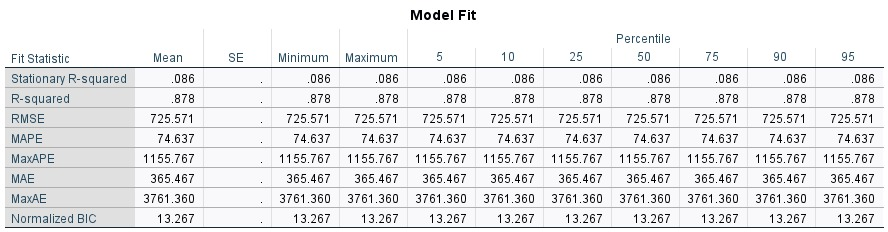 Model Fit
Percentile
Fit Statistic Mean SE Minimum Maximum 5 10 25 50 75 90 95
Stationary R-squared .086 . .086 .086 .086 .086 .086 .086 .086 .086 .086
R-squared .878 . .878 .878 .878 .878 .878 .878 .878 .878 .878
RMSE 725.571 . 725.571 725.571 725.571 725.571 725.571 725.571 725.571 725.571 725.571
MAPE 74.637 . 74.637 74.637 74.637 74.637 74.637 74.637 74.637 74.637 74.637
MaxAPE 1155.767 . 1155.767 1155.767 1155.767 1155.767 1155.767 1155.767 1155.767 1155.767 1155.767
MAE 365.467 . 365.467 365.467 365.467 365.467 365.467 365.467 365.467 365.467 365.467
MaxAE 3761.360 . 3761.360 3761.360 3761.360 3761.360 3761.360 3761.360 3761.360 3761.360 3761.360
Normalized BIC 13.267 . 13.267 13.267 13.267 13.267 13.267 13.267 13.267 13.267 13.267